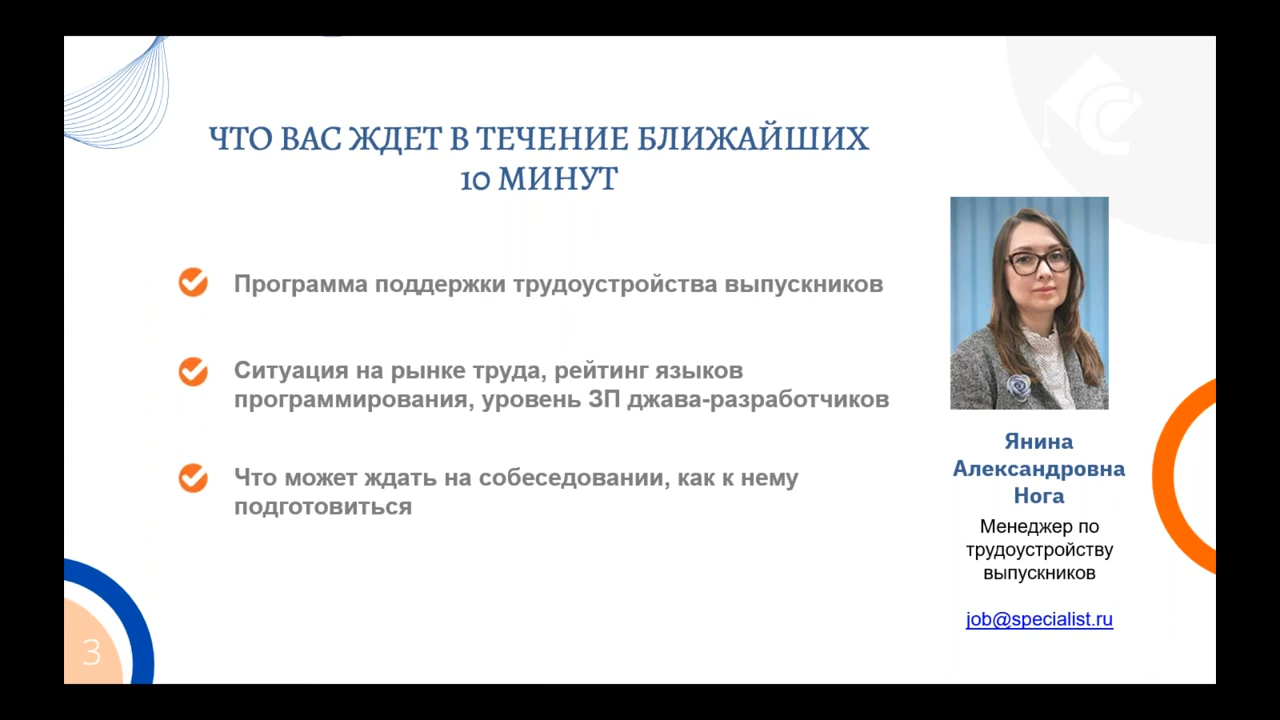 ЧТО ВАС ЖДЕТ В ТЕЧЕНИЕ БЛИЖАЙШИХ
10 МИНУТ
Программа поддержки трудоустройства выпускников
Ситуация на рынке труда, рейтинг языков
программирования, уровень ЗП джава-разработчиков
Что может ждать на собеседовании, как к нему
подготовиться
Янина
Александровна
Нога
Менеджер по
трудоустройству
выпускников
job@specialist.ru
3